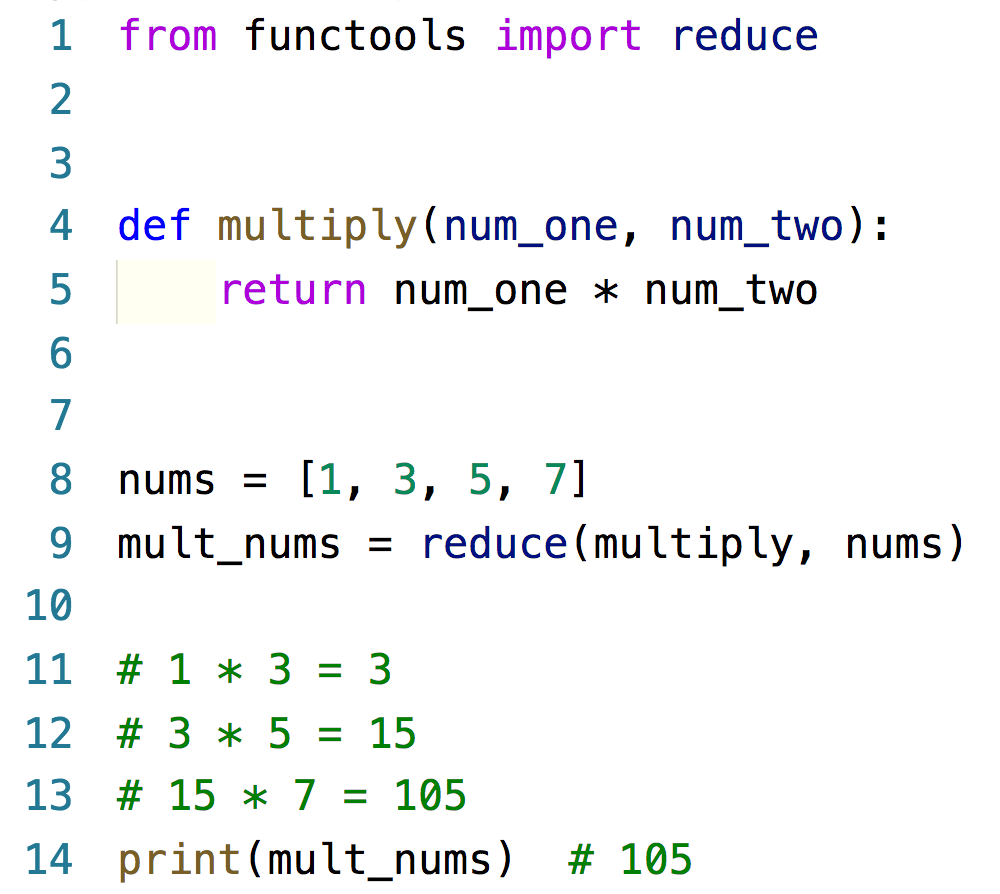 1 from functools import reduce
2
3
4 def multiply(num_one, num_two):
5     return num_one * num_two
6
7
8 nums = [1, 3, 5, 7]
9 mult_nums = reduce(multiply, nums)
10
11 # 1 * 3 = 3
12 # 3 * 5 = 15
13 # 15 * 7 = 105
14 print(mult_nums)  # 105